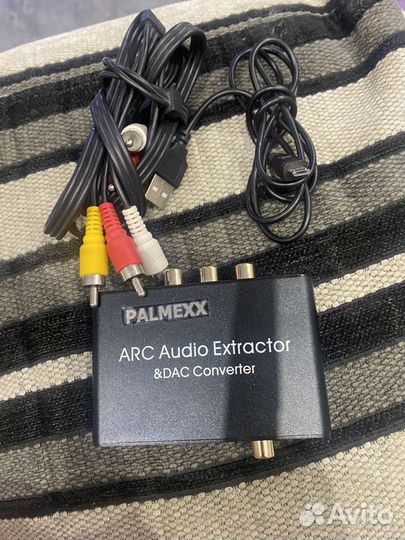 PALMEXX
ARC Audio Extractor
&DAC Converter
Avito